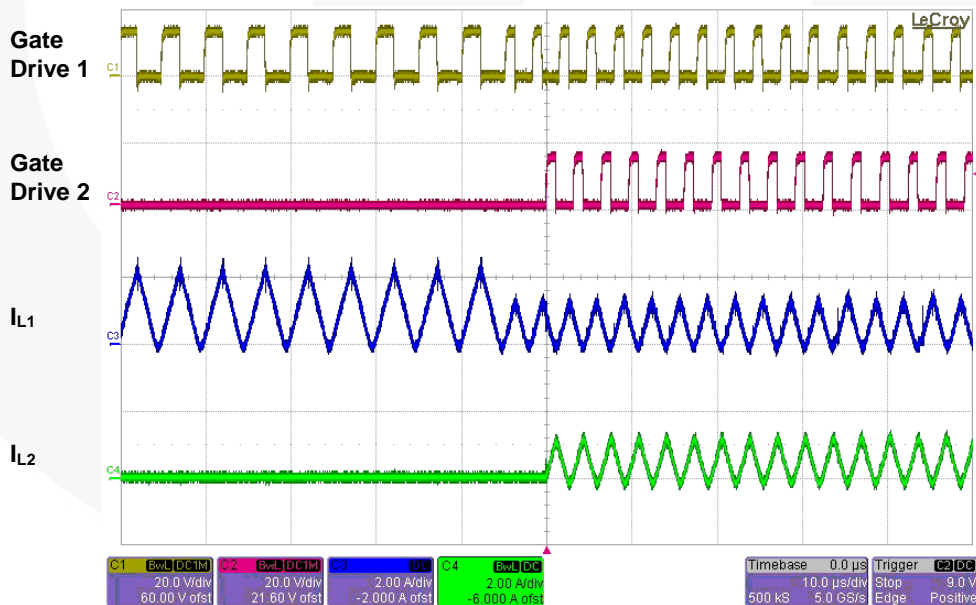 LeCroy
Gate
Drive 1
C1
Gate
Drive 2
C2
IL1
C3
IL2
C4
C1 BwL DC1M
20.0 V/div
60.00 V ofst
C2 BwL DC1M
20.0 V/div
21.60 V ofst
C3 DC
2.00 A/div
-2.000 A ofst
C4 BwL DC
2.00 A/div
-6.000 A ofst
Timebase 0.0 µs
10.0 µs/div
500 kS 5.0 GS/s
Trigger C2 DC
Stop 9.0 V
Edge Positive